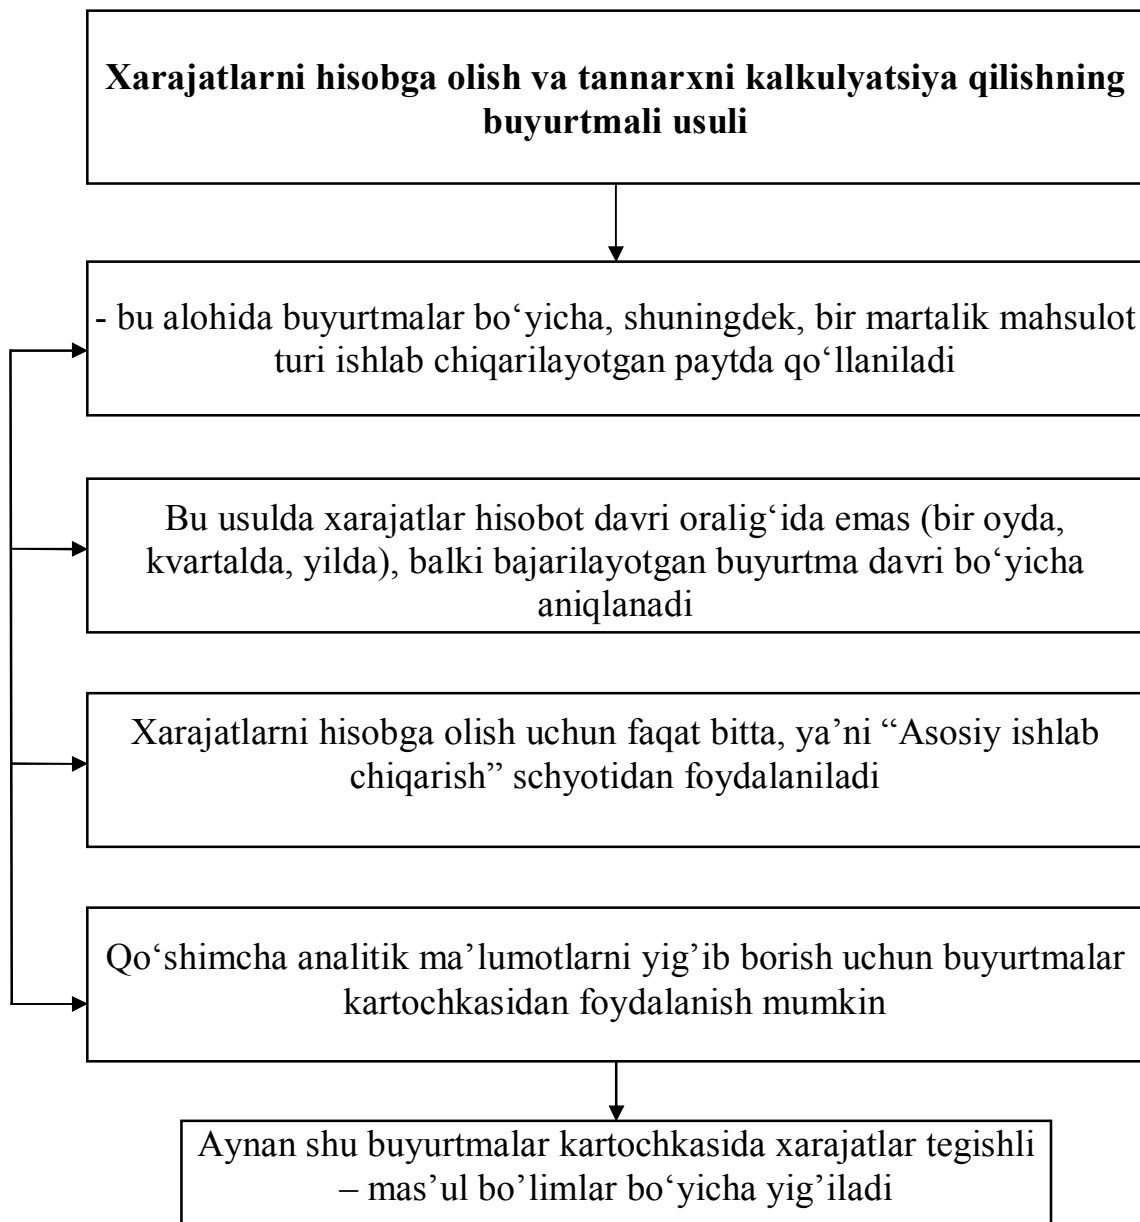 Xarajatlarni hisobga olish va tannarxni kalkulyatsiya qilishning
buyurtmali usuli
- bu alohida buyurtmalar bo‘yicha, shuningdek, bir martalik mahsulot
turi ishlab chiqarilayotgan paytda qo‘llaniladi
Bu usulda xarajatlar hisobot davri oralig‘ida emas (bir oyda,
kvartalda, yilda), balki bajarilayotgan buyurtma davri bo‘yicha
aniqlanadi
Xarajatlarni hisobga olish uchun faqat bitta, ya’ni “Asosiy ishlab
chiqarish” schyotidan foydalaniladi
Qo‘shimcha analitik ma’lumotlarni yig’ib borish uchun buyurtmalar
kartochkasidan foydalanish mumkin
Aynan shu buyurtmalar kartochkasida xarajatlar tegishli
– mas’ul bo’limlar bo‘yicha yig’iladi